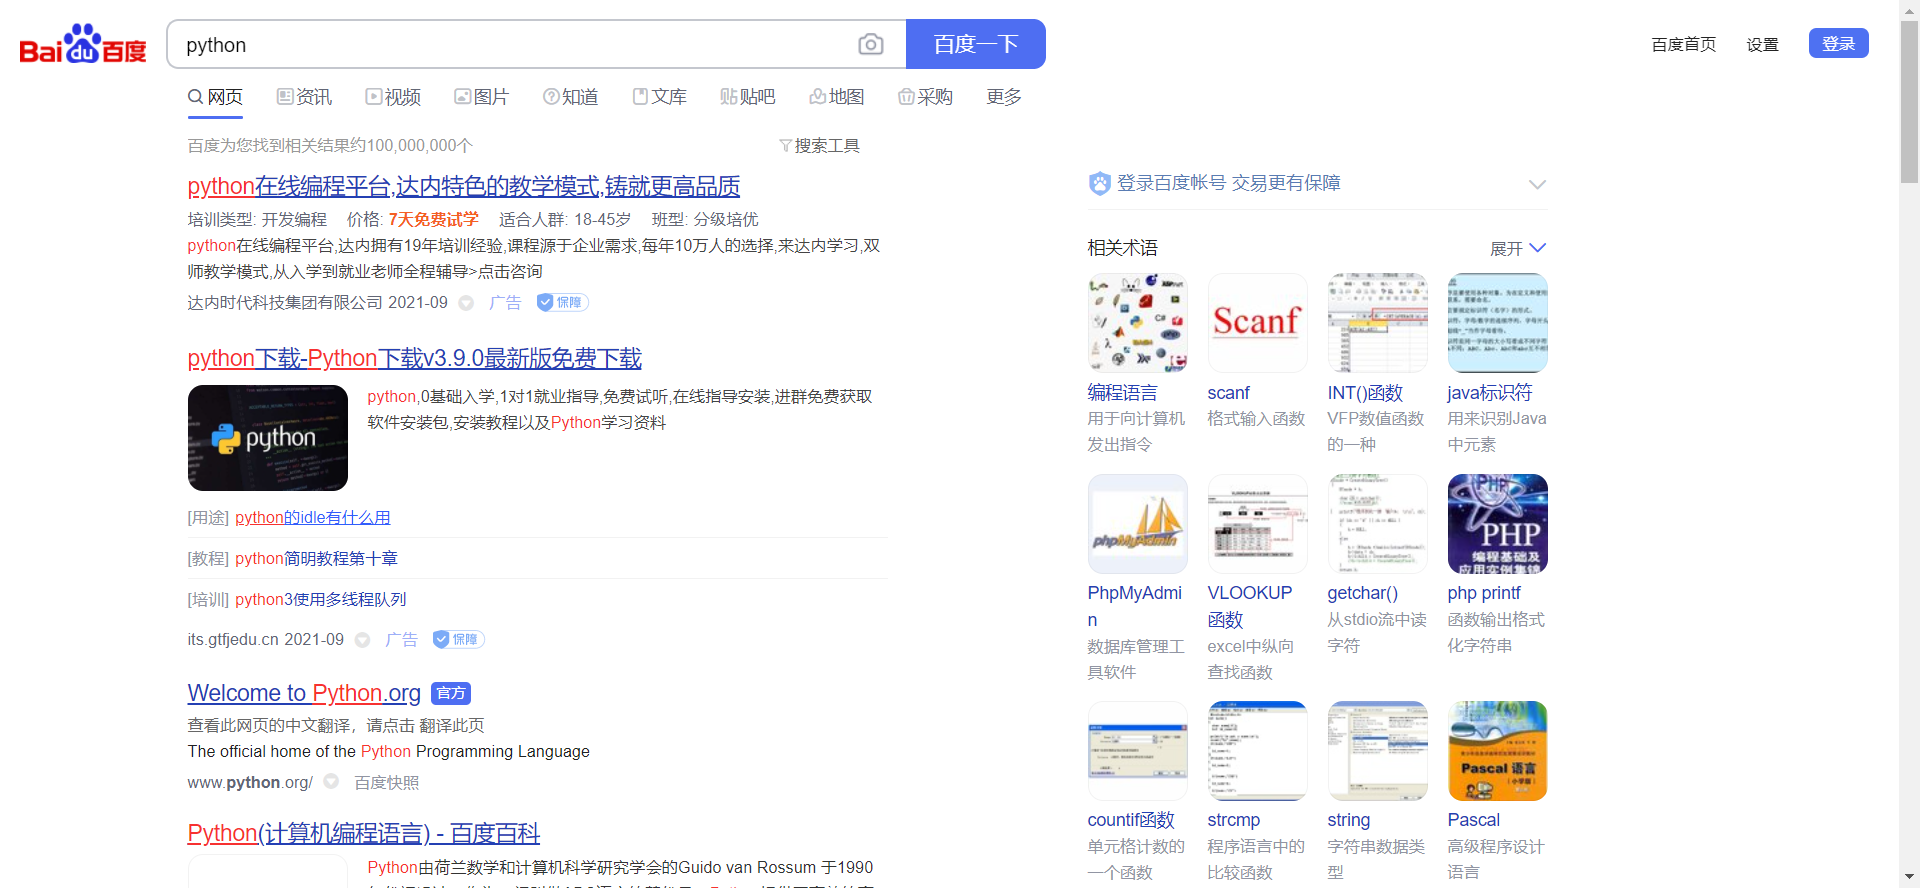 Bai du 百度
python
百度一下
百度首页 设置 登录
网页 资讯 视频 图片 知道 文库 贴吧 地图 采购 更多
百度为您找到相关结果约100,000,000个
搜索工具
python在线编程平台,达内特色的教学模式,铸就更高品质
培训类型: 开发编程 价格: 7天免费试学 适合人群: 18-45岁 班型: 分级培优
python在线编程平台,达内拥有19年培训经验,课程源于企业需求,每年10万人的选择,来达内学习,双
师教学模式,从入学到就业老师全程辅导>点击咨询
达内时代科技集团有限公司 2021-09 广告 保障
python下载-Python下载v3.9.0最新版免费下载
python
python,0基础入学,1对1就业指导,免费试听,在线指导安装,进群免费获取
软件安装包,安装教程以及Python学习资料
[用途] python的idle有什么用
[教程] python简明教程第十章
[培训] python3使用多线程队列
its.gtfjedu.cn 2021-09 广告 保障
Welcome to Python.org 官方
查看此网页的中文翻译，请点击 翻译此页
The official home of the Python Programming Language
www.python.org/ 百度快照
Python(计算机编程语言) - 百度百科
Python由荷兰数学和计算机科学研究学会的Guido van Rossum 于1990
登录百度帐号 交易更有保障
相关术语
展开
Scanf
编程语言
用于向计算机
发出指令
scanf
格式输入函数
INT()函数
VFP数值函数
的一种
java标识符
用来识别Java
中元素
phpMyAdmin
PHP
PHP
编程基础及
应用实例集锦
PhpMyAdmi
n
数据库管理工
具软件
VLOOKUP
函数
excel中纵向
查找函数
getchar()
从stdio流中读
字符
php printf
函数输出格式
化字符串
Pascal 语言
(小学版)
countif函数
单元格计数的
一个函数
strcmp
程序语言中的
比较函数
string
字符串数据类
型
Pascal
高级程序设计
语言